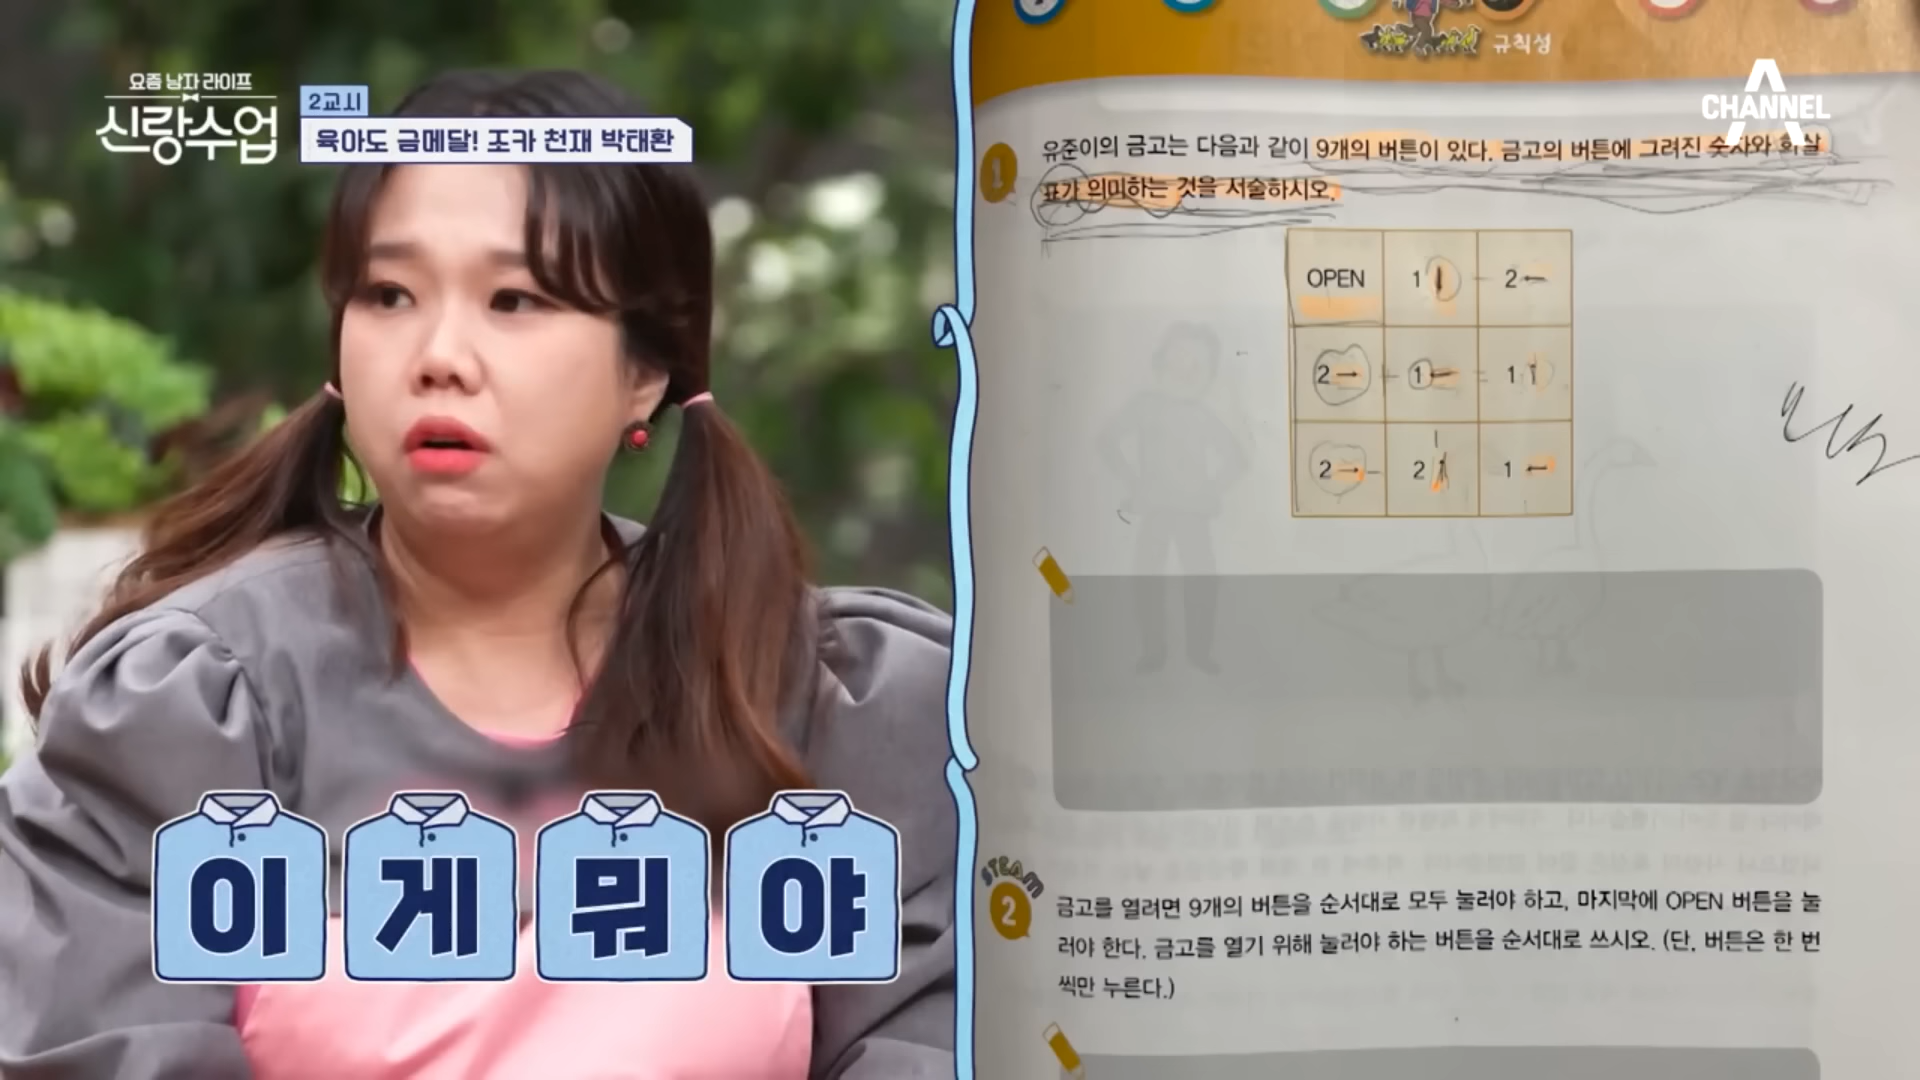 요즘 남자 라이프
신랑수업
2교시
육아도 금메달! 조카 천재 박태환
CHANNEL A
규칙성
1
유준이의 금고는 다음과 같이 9개의 버튼이 있다. 금고의 버튼에 그려진 숫자와 화살
표가 의미하는 것을 서술하시오.
OPEN 1 ↓ 2 ←
2 → 1 ← 1 ↑
2 → 2 ↑ 1 ←
STEAM
2
금고를 열려면 9개의 버튼을 순서대로 모두 눌러야 하고, 마지막에 OPEN 버튼을 눌
러야 한다. 금고를 열기 위해 눌러야 하는 버튼을 순서대로 쓰시오. (단, 버튼은 한 번
씩만 누른다.)
이게뭐야